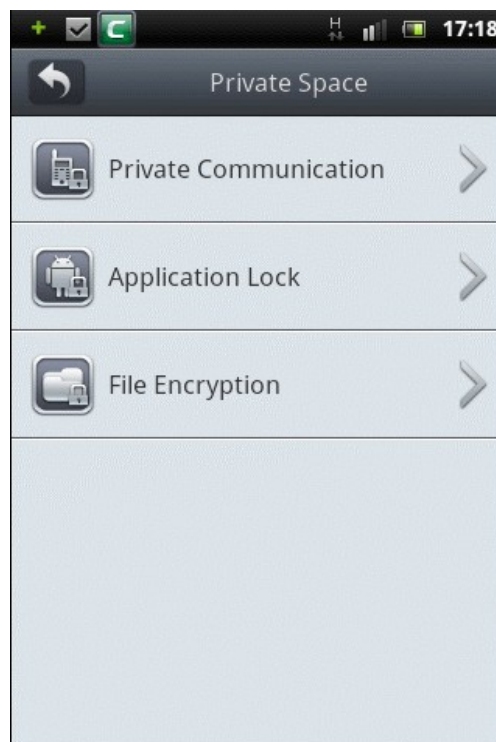 H 17:18
Private Space
Private Communication
Application Lock
File Encryption